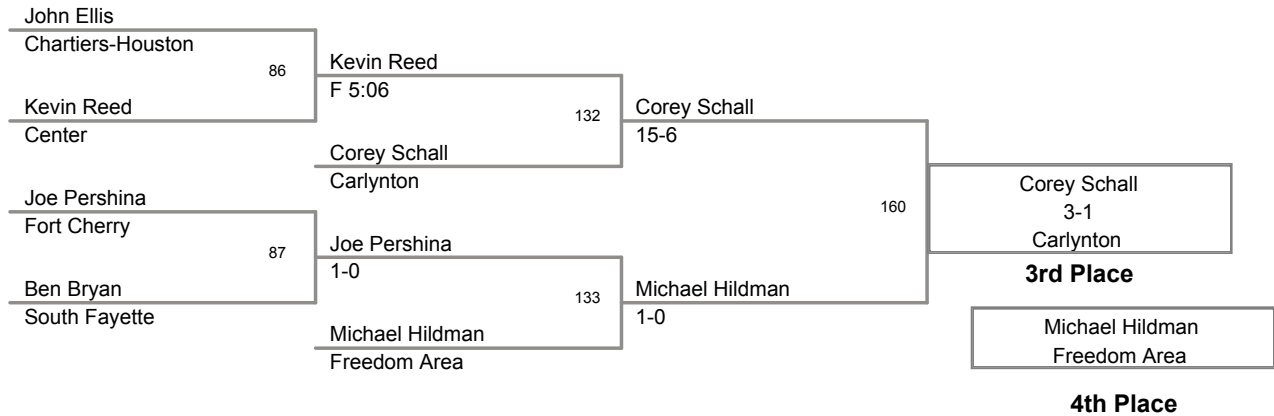 John Ellis
Chartiers-Houston
86
Kevin Reed
F 5:06
Kevin Reed
Center
132
Corey Schall
15-6
Corey Schall
Carlynton
Joe Pershina
Fort Cherry
160
Corey Schall
3-1
Carlynton
3rd Place
87
Joe Pershina
1-0
Ben Bryan
South Fayette
133
Michael Hildman
1-0
Michael Hildman
Freedom Area
Michael Hildman
Freedom Area
4th Place